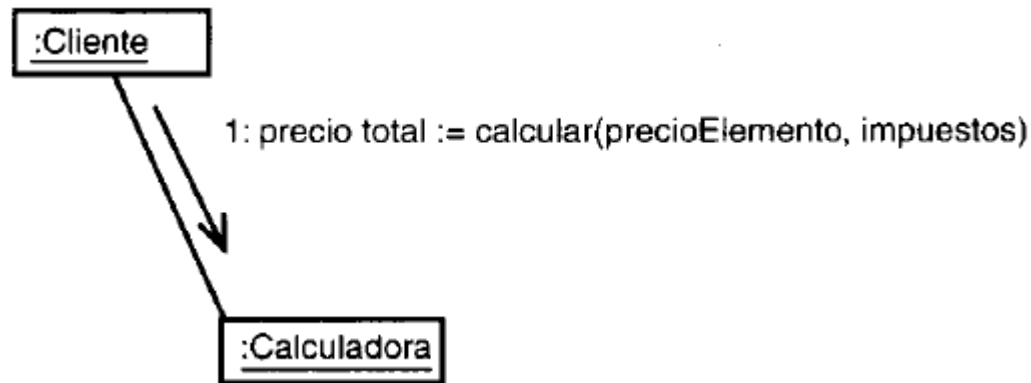 :Cliente
1: precio total := calcular(precioElemento, impuestos)
:Calculadora